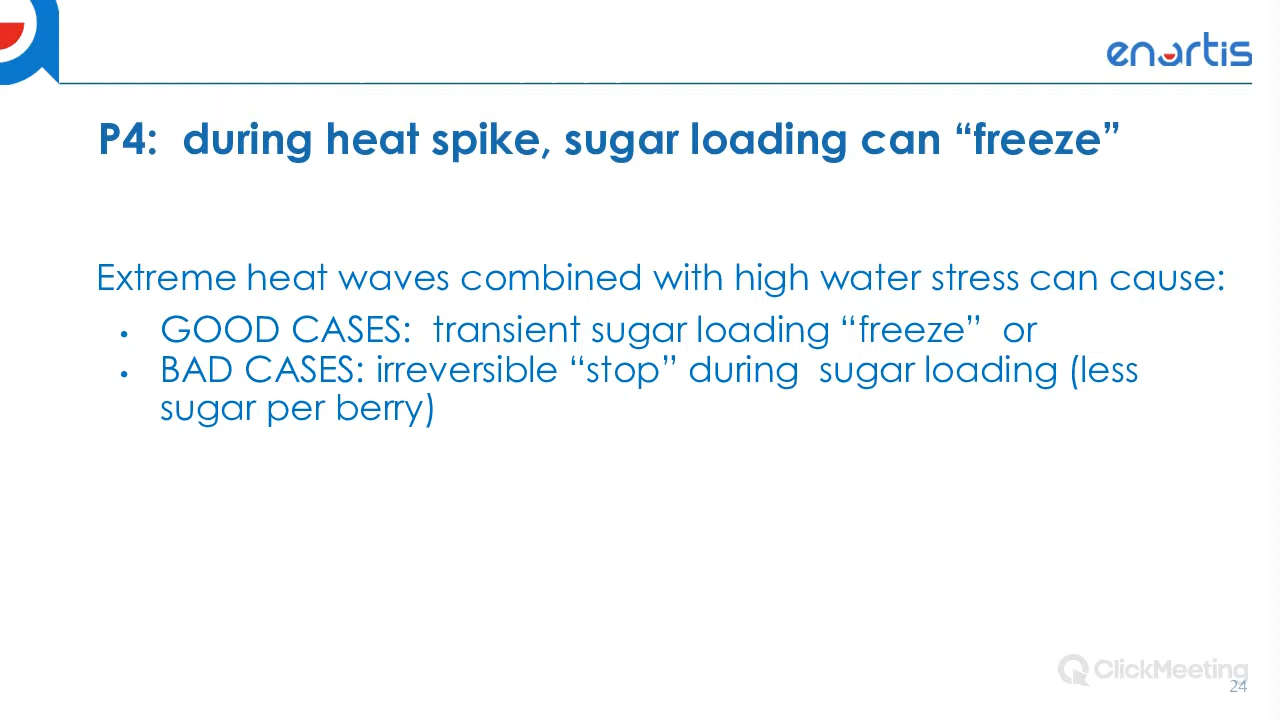 enartis
P4:  during heat spike, sugar loading can “freeze”
Extreme heat waves combined with high water stress can cause:
• GOOD CASES:  transient sugar loading “freeze”  or
• BAD CASES: irreversible “stop” during  sugar loading (less
sugar per berry)
ClickMeeting
24